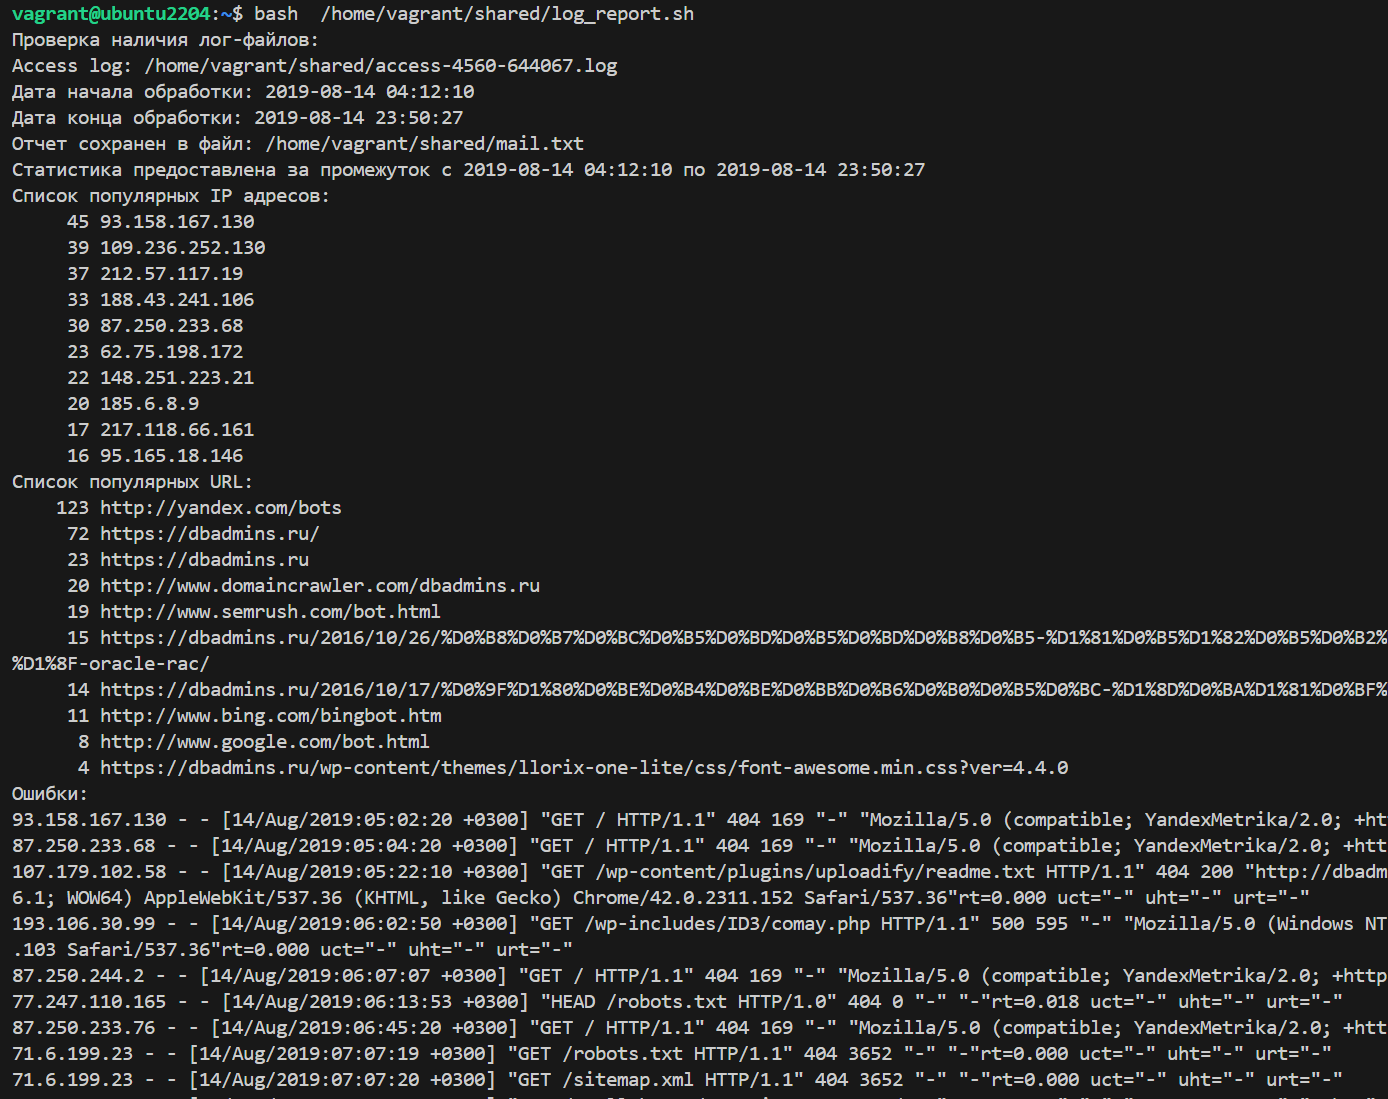 vagrant@ubuntu2204:~$ bash  /home/vagrant/shared/log_report.sh
Проверка наличия лог-файлов:
Access log: /home/vagrant/shared/access-4560-644067.log
Дата начала обработки: 2019-08-14 04:12:10
Дата конца обработки: 2019-08-14 23:50:27
Отчет сохранен в файл: /home/vagrant/shared/mail.txt
Статистика предоставлена за промежуток с 2019-08-14 04:12:10 по 2019-08-14 23:50:27
Список популярных IP адресов:
45 93.158.167.130
39 109.236.252.130
37 212.57.117.19
33 188.43.241.106
30 87.250.233.68
23 62.75.198.172
22 148.251.223.21
20 185.6.8.9
17 217.118.66.161
16 95.165.18.146
Список популярных URL:
123 http://yandex.com/bots
72 https://dbadmins.ru/
23 https://dbadmins.ru
20 http://www.domaincrawler.com/dbadmins.ru
19 http://www.semrush.com/bot.html
15 https://dbadmins.ru/2016/10/26/%D0%B8%D0%B7%D0%BC%D0%B5%D0%BD%D0%B5%D0%BD%D0%B8%D0%B5-%D1%81%D0%B5%D1%82%D0%B5%D0%B2%
%D1%8F-oracle-rac/
14 https://dbadmins.ru/2016/10/17/%D0%9F%D1%80%D0%BE%D0%B4%D0%BE%D0%BB%D0%B6%D0%B0%D0%B5%D0%BC-%D1%8D%D0%BA%D1%81%D0%BF%
11 http://www.bing.com/bingbot.htm
8 http://www.google.com/bot.html
4 https://dbadmins.ru/wp-content/themes/llorix-one-lite/css/font-awesome.min.css?ver=4.4.0
Ошибки:
93.158.167.130 - - [14/Aug/2019:05:02:20 +0300] "GET / HTTP/1.1" 404 169 "-" "Mozilla/5.0 (compatible; YandexMetrika/2.0; +ht
87.250.233.68 - - [14/Aug/2019:05:04:20 +0300] "GET / HTTP/1.1" 404 169 "-" "Mozilla/5.0 (compatible; YandexMetrika/2.0; +htt
107.179.102.58 - - [14/Aug/2019:05:22:10 +0300] "GET /wp-content/plugins/uploadify/readme.txt HTTP/1.1" 404 200 "http://dbadm
6.1; WOW64) AppleWebKit/537.36 (KHTML, like Gecko) Chrome/42.0.2311.152 Safari/537.36"rt=0.000 uct="-" uht="-" urt="-"
193.106.30.99 - - [14/Aug/2019:06:02:50 +0300] "GET /wp-includes/ID3/comay.php HTTP/1.1" 500 595 "-" "Mozilla/5.0 (Windows NT
.103 Safari/537.36"rt=0.000 uct="-" uht="-" urt="-"
87.250.244.2 - - [14/Aug/2019:06:07:07 +0300] "GET / HTTP/1.1" 404 169 "-" "Mozilla/5.0 (compatible; YandexMetrika/2.0; +http
77.247.110.165 - - [14/Aug/2019:06:13:53 +0300] "HEAD /robots.txt HTTP/1.0" 404 0 "-" "-"rt=0.018 uct="-" uht="-" urt="-"
87.250.233.76 - - [14/Aug/2019:06:45:20 +0300] "GET / HTTP/1.1" 404 169 "-" "Mozilla/5.0 (compatible; YandexMetrika/2.0; +htt
71.6.199.23 - - [14/Aug/2019:07:07:19 +0300] "GET /robots.txt HTTP/1.1" 404 3652 "-" "-"rt=0.000 uct="-" uht="-" urt="-"
71.6.199.23 - - [14/Aug/2019:07:07:20 +0300] "GET /sitemap.xml HTTP/1.1" 404 3652 "-" "-"rt=0.000 uct="-" uht="-" urt="-"